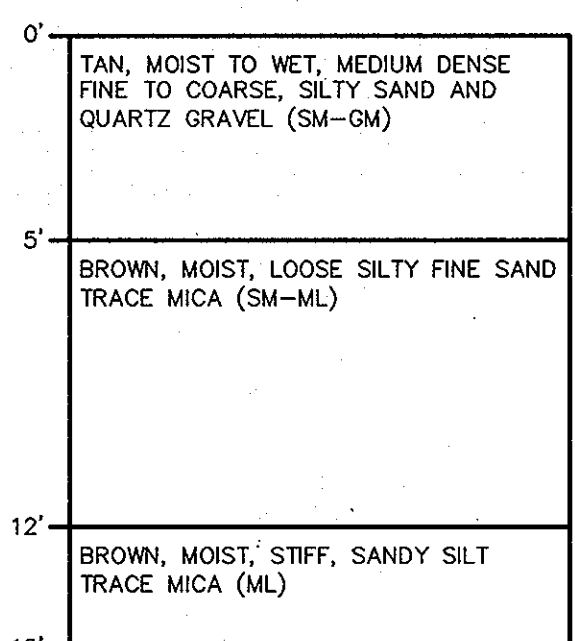 0'
TAN, MOIST TO WET, MEDIUM DENSE
FINE TO COARSE, SILTY SAND AND
QUARTZ GRAVEL (SM-GM)
5'
BROWN, MOIST, LOOSE SILTY FINE SAND
TRACE MICA (SM-ML)
12'
BROWN, MOIST, STIFF, SANDY SILT
TRACE MICA (ML)